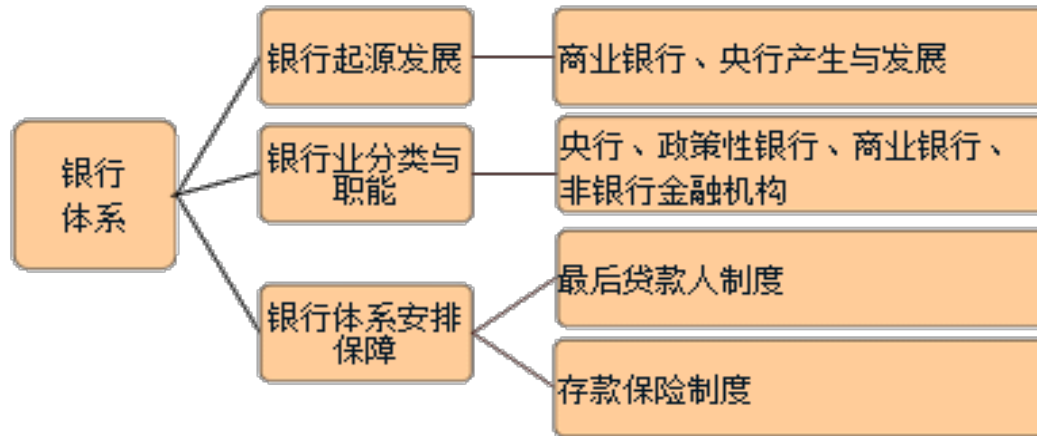 银行
体系
银行起源发展
商业银行、央行产生与发展
银行业分类与
职能
央行、政策性银行、商业银行、
非银行金融机构
银行体系安排
保障
最后贷款人制度
存款保险制度